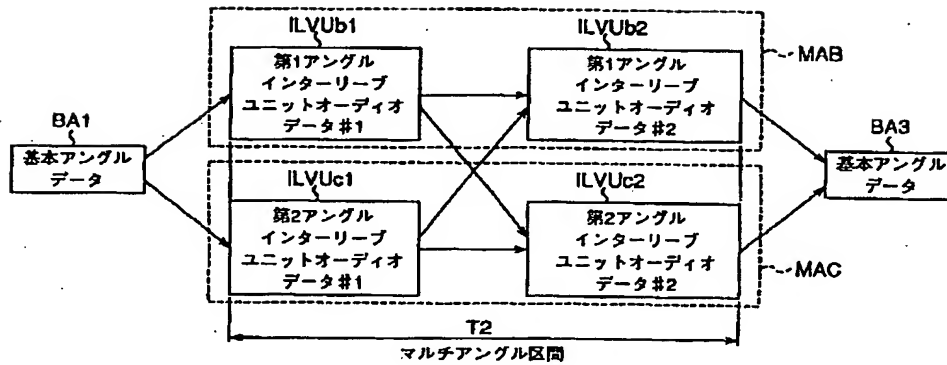 ILVUb1
ILVUb2
第1アングル
インターリーブ
ユニットオーディオ
データ#1
第1アングル
インターリーブ
ユニットオーディオ
データ#2
MAB
BA1
基本アングル
データ
BA3
基本アングル
データ
ILVUc1
ILVUc2
第2アングル
インターリーブ
ユニットオーディオ
データ#1
第2アングル
インターリーブ
ユニットオーディオ
データ#2
MAC
T2
マルチアングル区間